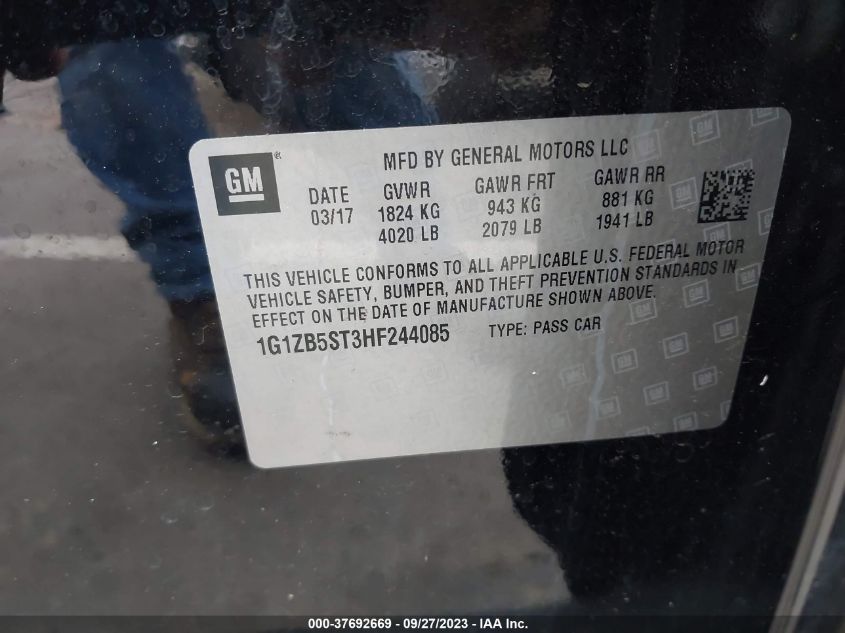 GM®
MFD BY GENERAL MOTORS LLC
DATE GVWR GAWR FRT GAWR RR
03/17 1824 KG 943 KG 881 KG
4020 LB 2079 LB 1941 LB
THIS VEHICLE CONFORMS TO ALL APPLICABLE U.S. FEDERAL MOTOR
VEHICLE SAFETY, BUMPER, AND THEFT PREVENTION STANDARDS IN
EFFECT ON THE DATE OF MANUFACTURE SHOWN ABOVE.
1G1ZB5ST3HF244085 TYPE: PASS CAR
000-37692669 - 09/27/2023 - IAA Inc.